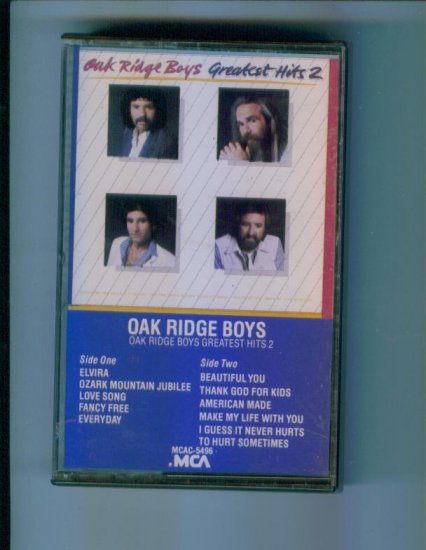 Oak Ridge Boys Greatest Hits 2
OAK RIDGE BOYS
OAK RIDGE BOYS GREATEST HITS 2
Side One
ELVIRA
OZARK MOUNTAIN JUBILEE
LOVE SONG
FANCY FREE
EVERYDAY
Side Two
BEAUTIFUL YOU
THANK GOD FOR KIDS
AMERICAN MADE
MAKE MY LIFE WITH YOU
I GUESS IT NEVER HURTS
TO HURT SOMETIMES
MCAC-5496
MCA